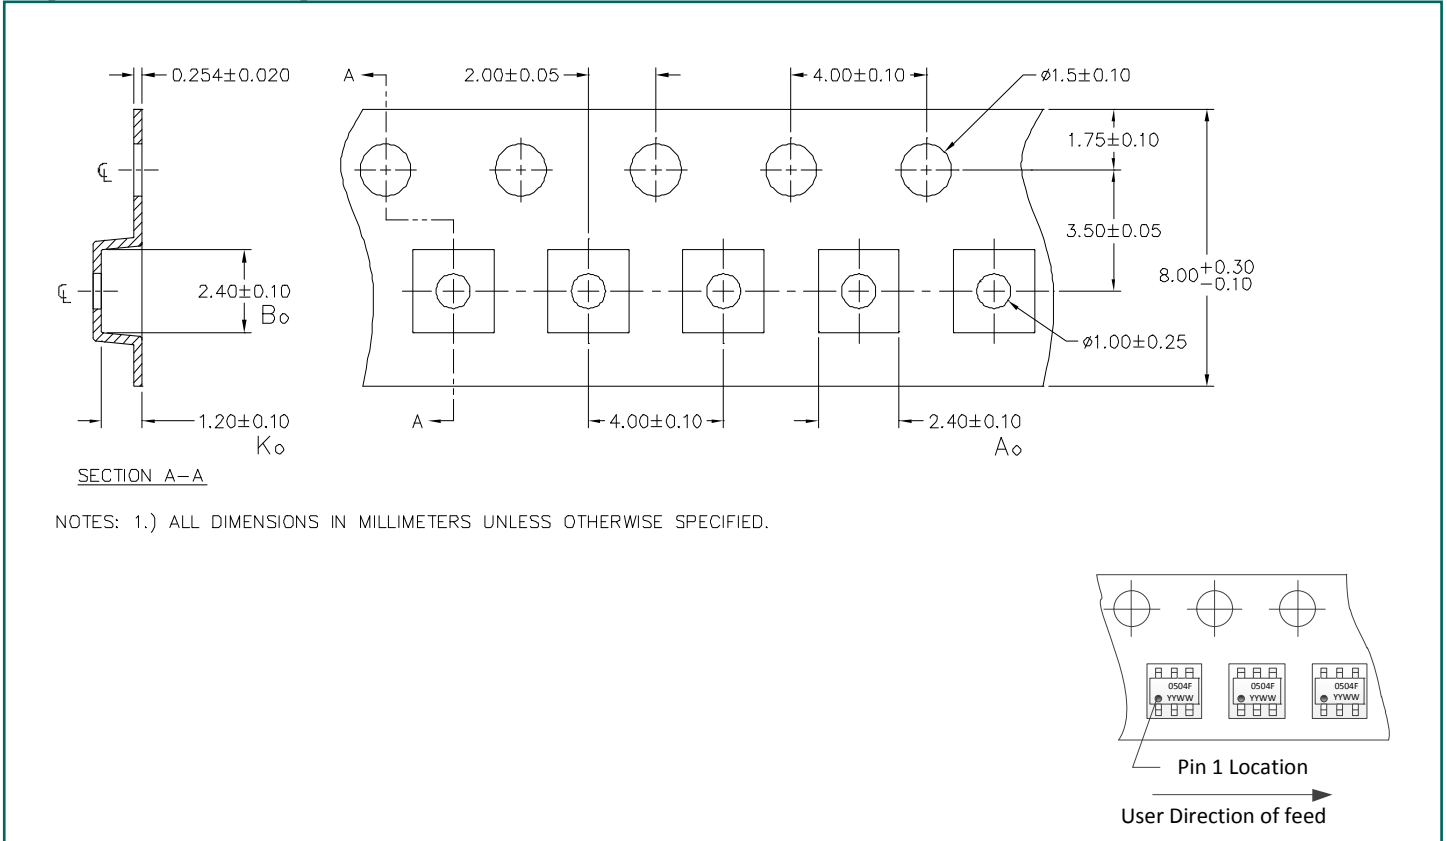 0.254±0.020
A
2.00±0.05
4.00±0.10
ø1.5±0.10
1.75±0.10
℄
3.50±0.05
8.00+0.30
−0.10
℄
2.40±0.10
Bo
ø1.00±0.25
1.20±0.10
Ko
A
4.00±0.10
2.40±0.10
Ao
SECTION A−A
NOTES: 1.) ALL DIMENSIONS IN MILLIMETERS UNLESS OTHERWISE SPECIFIED.
0504F
YYWW
0504F
YYWW
0504F
YYWW
Pin 1 Location
User Direction of feed